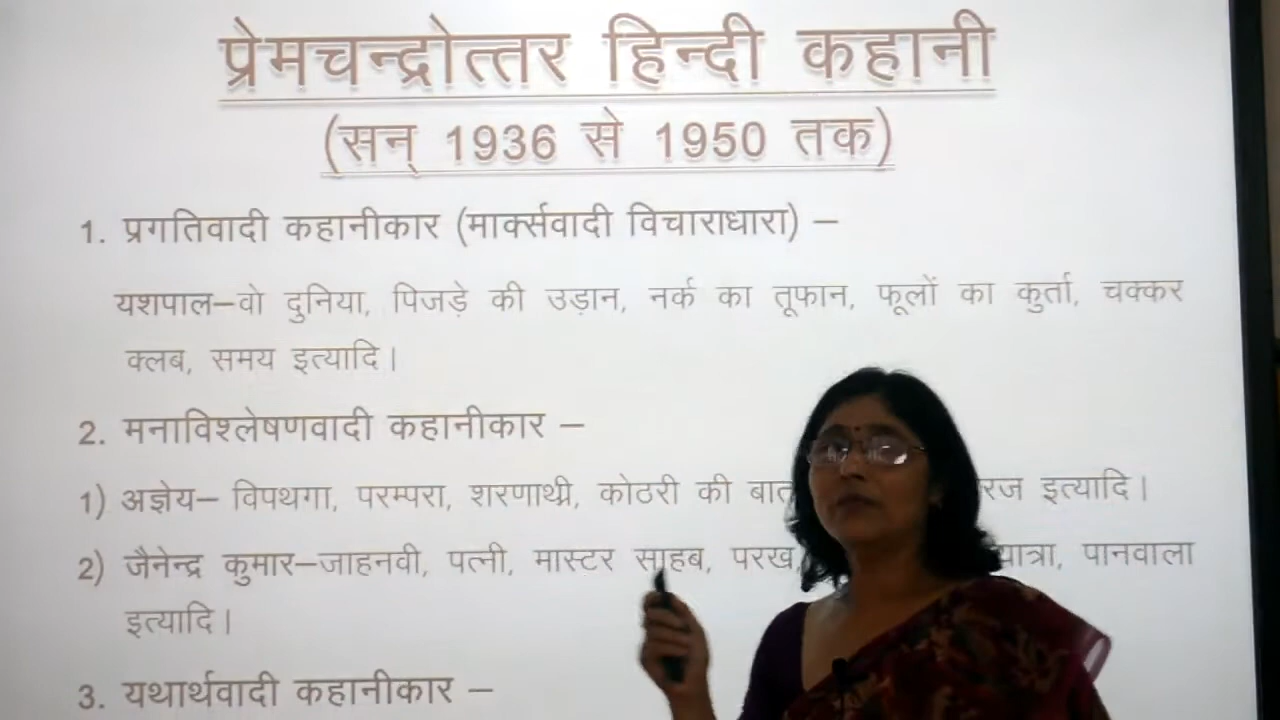 प्रेमचन्द्रोत्तर हिन्दी कहानी
(सन् 1936 से 1950 तक)
1. प्रगतिवादी कहानीकार (मार्क्सवादी विचाराधारा) –
यशपाल–वो दुनिया, पिजड़े की उड़ान, नर्क का तूफान, फूलों का कुर्ता, चक्कर
क्लब, समय इत्यादि।
2. मनाविश्लेषणवादी कहानीकार –
1) अज्ञेय– विपथगा, परम्परा, शरणाथ्री, कोठरी की बात इत्यादि।
2) जैनेन्द्र कुमार–जाहनवी, पत्नी, मास्टर साहब, परख, पानवाला
इत्यादि।
3. यथार्थवादी कहानीकार –